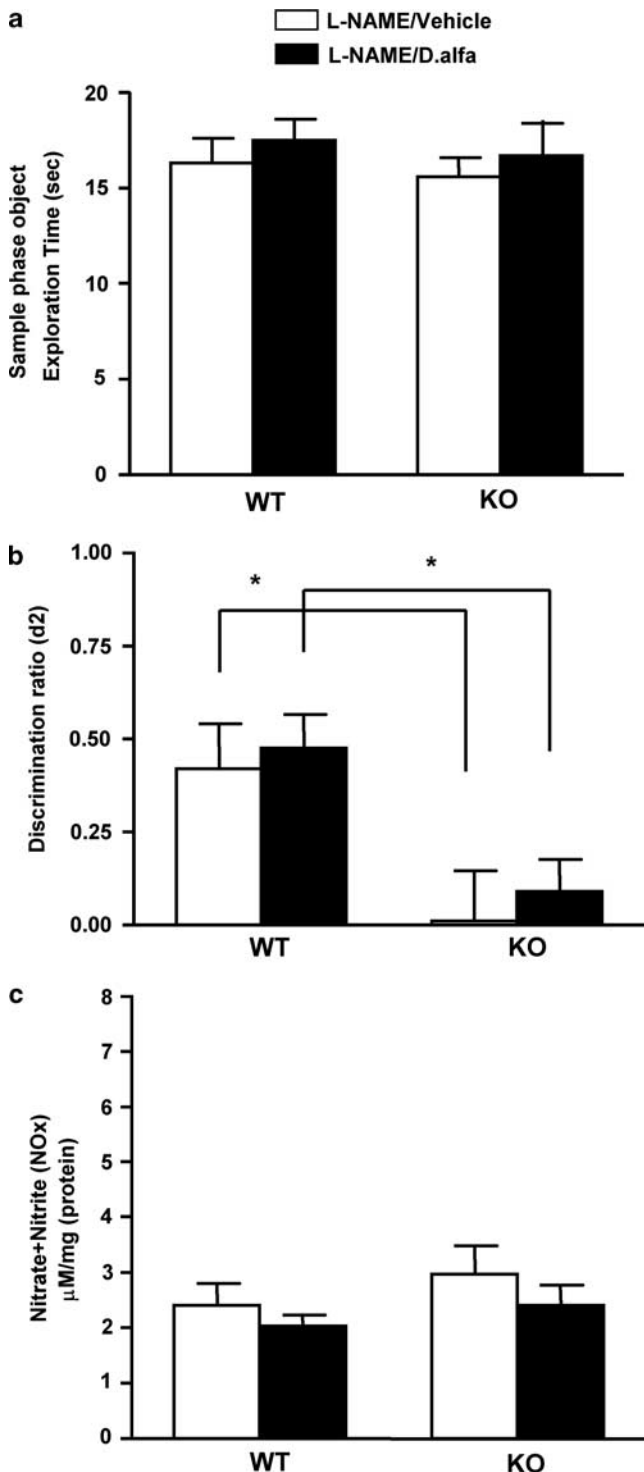 a
L-NAME/Vehicle
L-NAME/D.alfa
Sample phase object
Exploration Time (sec)
20
15
10
5
0
WT KO
b
Discrimination ratio (d2)
1.00
0.75
0.50
0.25
0.00
* *
WT KO
c
Nitrate+Nitrite (NOx)
μM/mg (protein)
8
7
6
5
4
3
2
1
0
WT KO